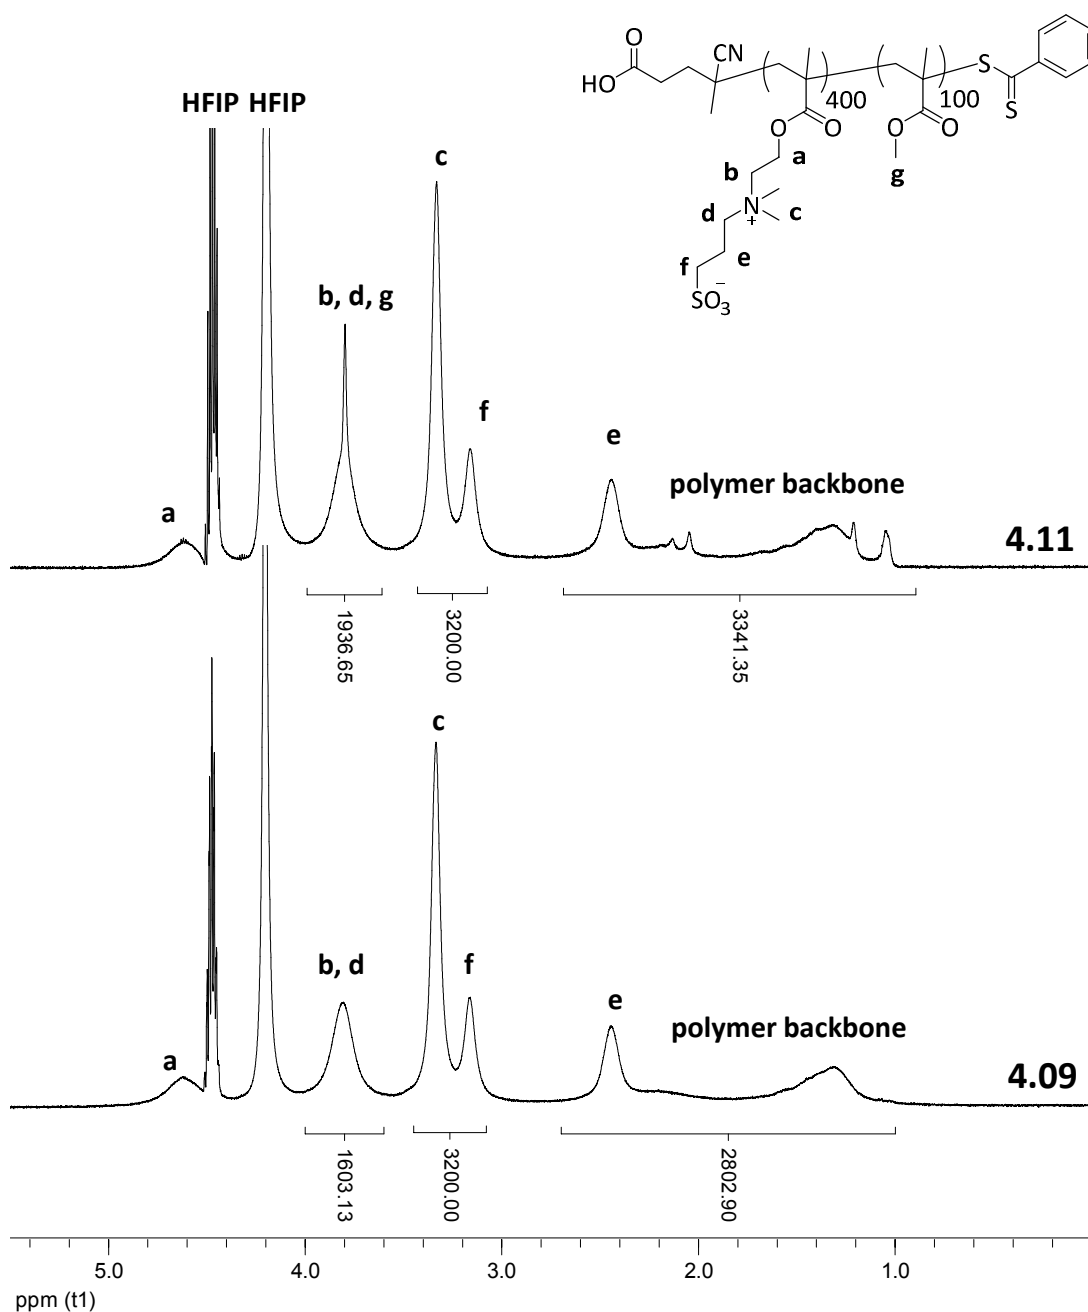 O
HO
CN
400
O
O
100
O
O
S
S
a
b
N
+
c
d
e
f
SO3
−
g
HFIP HFIP
c
b, d, g
f
e
polymer backbone
a
4.11
1936.65
3200.00
3341.35
c
b, d
f
e
polymer backbone
a
4.09
1603.13
3200.00
2802.90
5.0 4.0 3.0 2.0 1.0
ppm (t1)